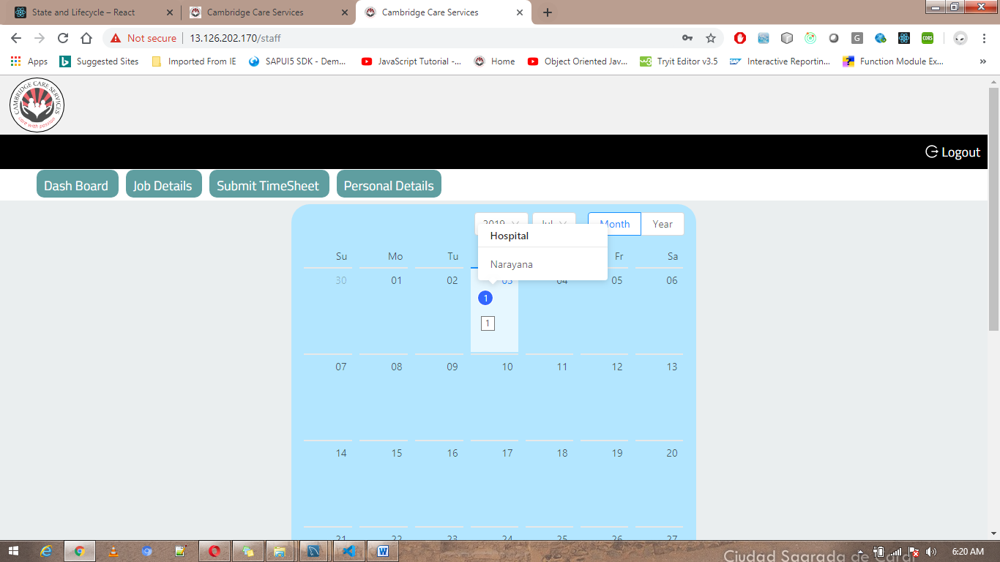 State and Lifecycle – React
Cambridge Care Services
Cambridge Care Services
Not secure
13.126.202.170/staff
Apps
Suggested Sites
Imported From IE
SAPUI5 SDK - Dem...
JavaScript Tutorial -...
Home
Object Oriented Jav...
Tryit Editor v3.5
Interactive Reportin...
Function Module Ex...
»
CAMBRIDGE CARE SERVICES
care with passion
Logout
Dash Board
Job Details
Submit TimeSheet
Personal Details
2019
Jul
Month
Year
Hospital
Narayana
Su Mo Tu Fr Sa
30 01 02 03 04 05 06
1
1
07 08 09 10 11 12 13
14 15 16 17 18 19 20
21 22 23 24 25 26 27
Ciudad Sagrada de Caral
6:20 AM